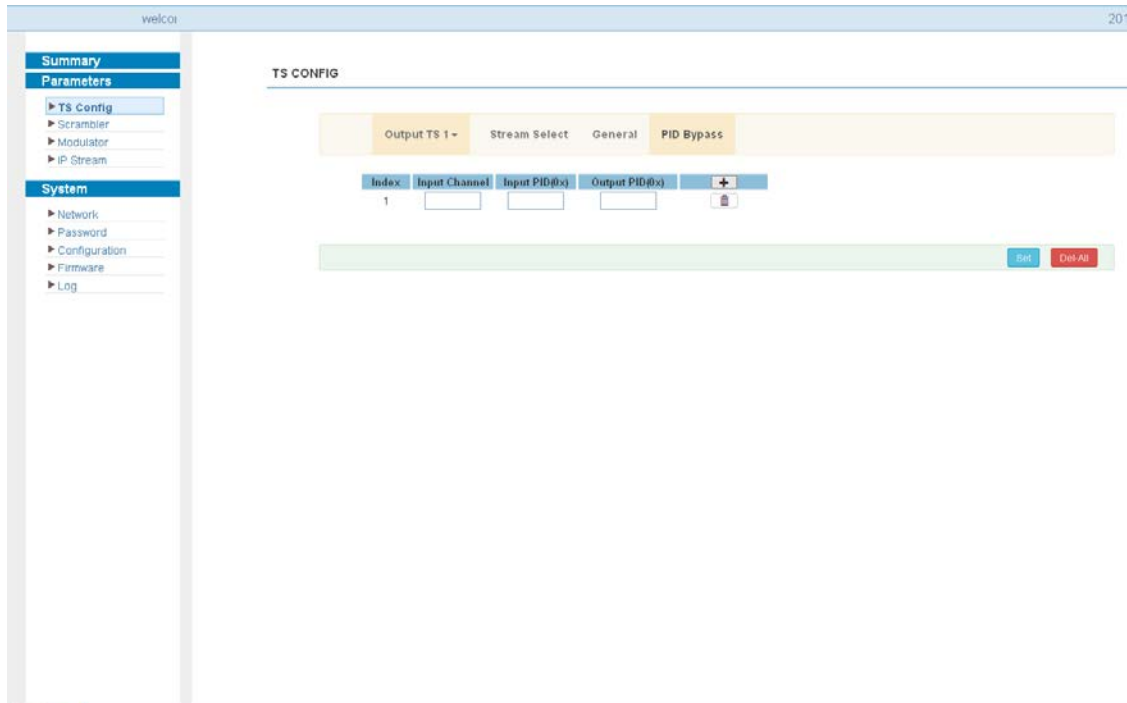 welcom
201
Summary
Parameters
TS Config
Scrambler
Modulator
IP Stream
System
Network
Password
Configuration
Firmware
Log
TS CONFIG
Output TS 1 Stream Select General PID Bypass
Index Input Channel Input PID(0x) Output PID(0x) +
1
Set Del-All